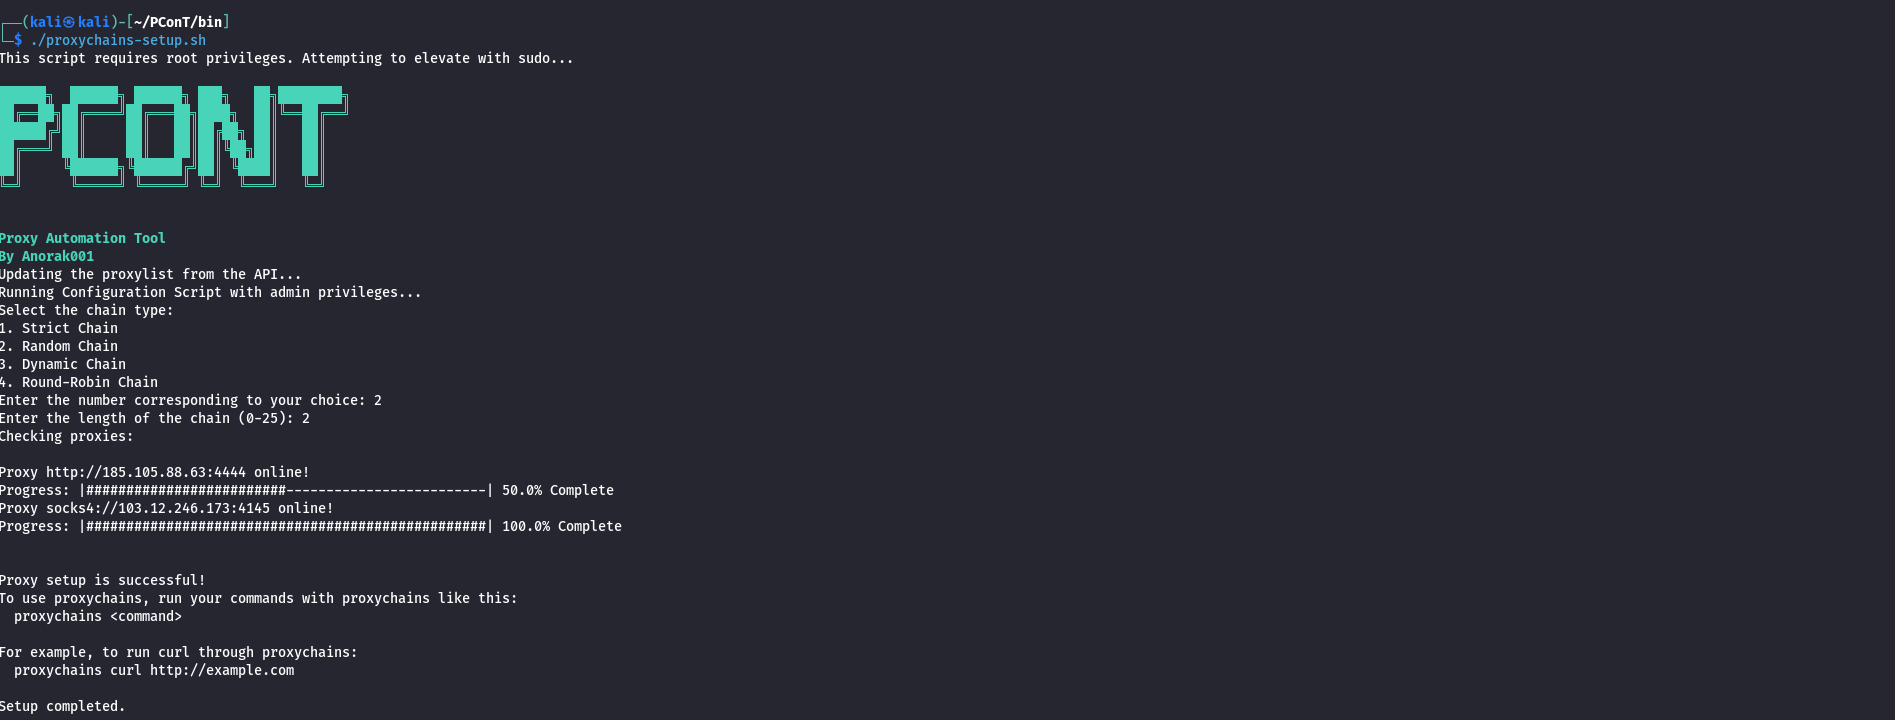 ┌──(kali㉿kali)-[~/PConT/bin]
└─$ ./proxychains-setup.sh
This script requires root privileges. Attempting to elevate with sudo...
PCONT
Proxy Automation Tool
By Anorak001
Updating the proxylist from the API...
Running Configuration Script with admin privileges...
Select the chain type:
1. Strict Chain
2. Random Chain
3. Dynamic Chain
4. Round-Robin Chain
Enter the number corresponding to your choice: 2
Enter the length of the chain (0-25): 2
Checking proxies:
Proxy http://185.105.88.63:4444 online!
Progress: |#########################-------------------------| 50.0% Complete
Proxy socks4://103.12.246.173:4145 online!
Progress: |##################################################| 100.0% Complete
Proxy setup is successful!
To use proxychains, run your commands with proxychains like this:
  proxychains <command>
For example, to run curl through proxychains:
  proxychains curl http://example.com
Setup completed.